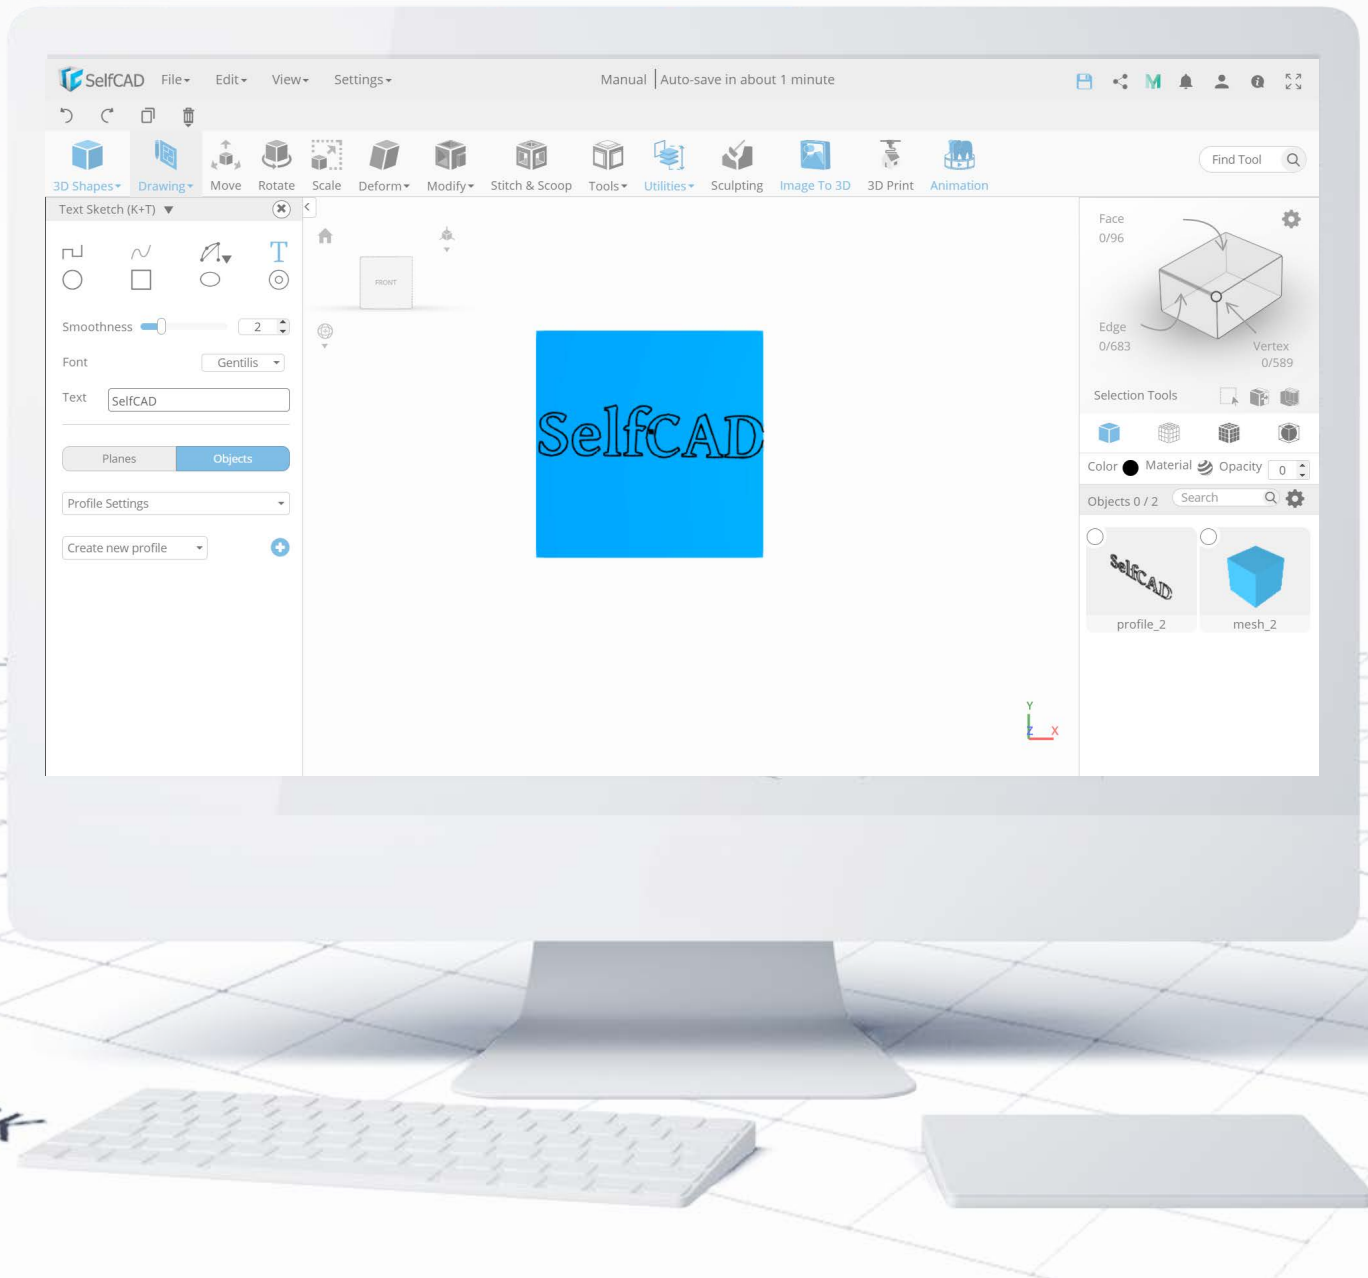 SelfCAD File Edit View Settings Manual Auto-save in about 1 minute
3D Shapes Drawing Move Rotate Scale Deform Modify Stitch & Scoop Tools Utilities Sculpting Image To 3D 3D Print Animation
Find Tool
Text Sketch (K+T)
T
Smoothness 2
Font Gentilis
Text SelfCAD
Planes Objects
Profile Settings
Create new profile
FRONT
SelfCAD
Y
Z X
Face
0/96
Edge
0/683
Vertex
0/589
Selection Tools
Color Material Opacity 0
Objects 0 / 2 Search
SelfCAD
profile_2 mesh_2